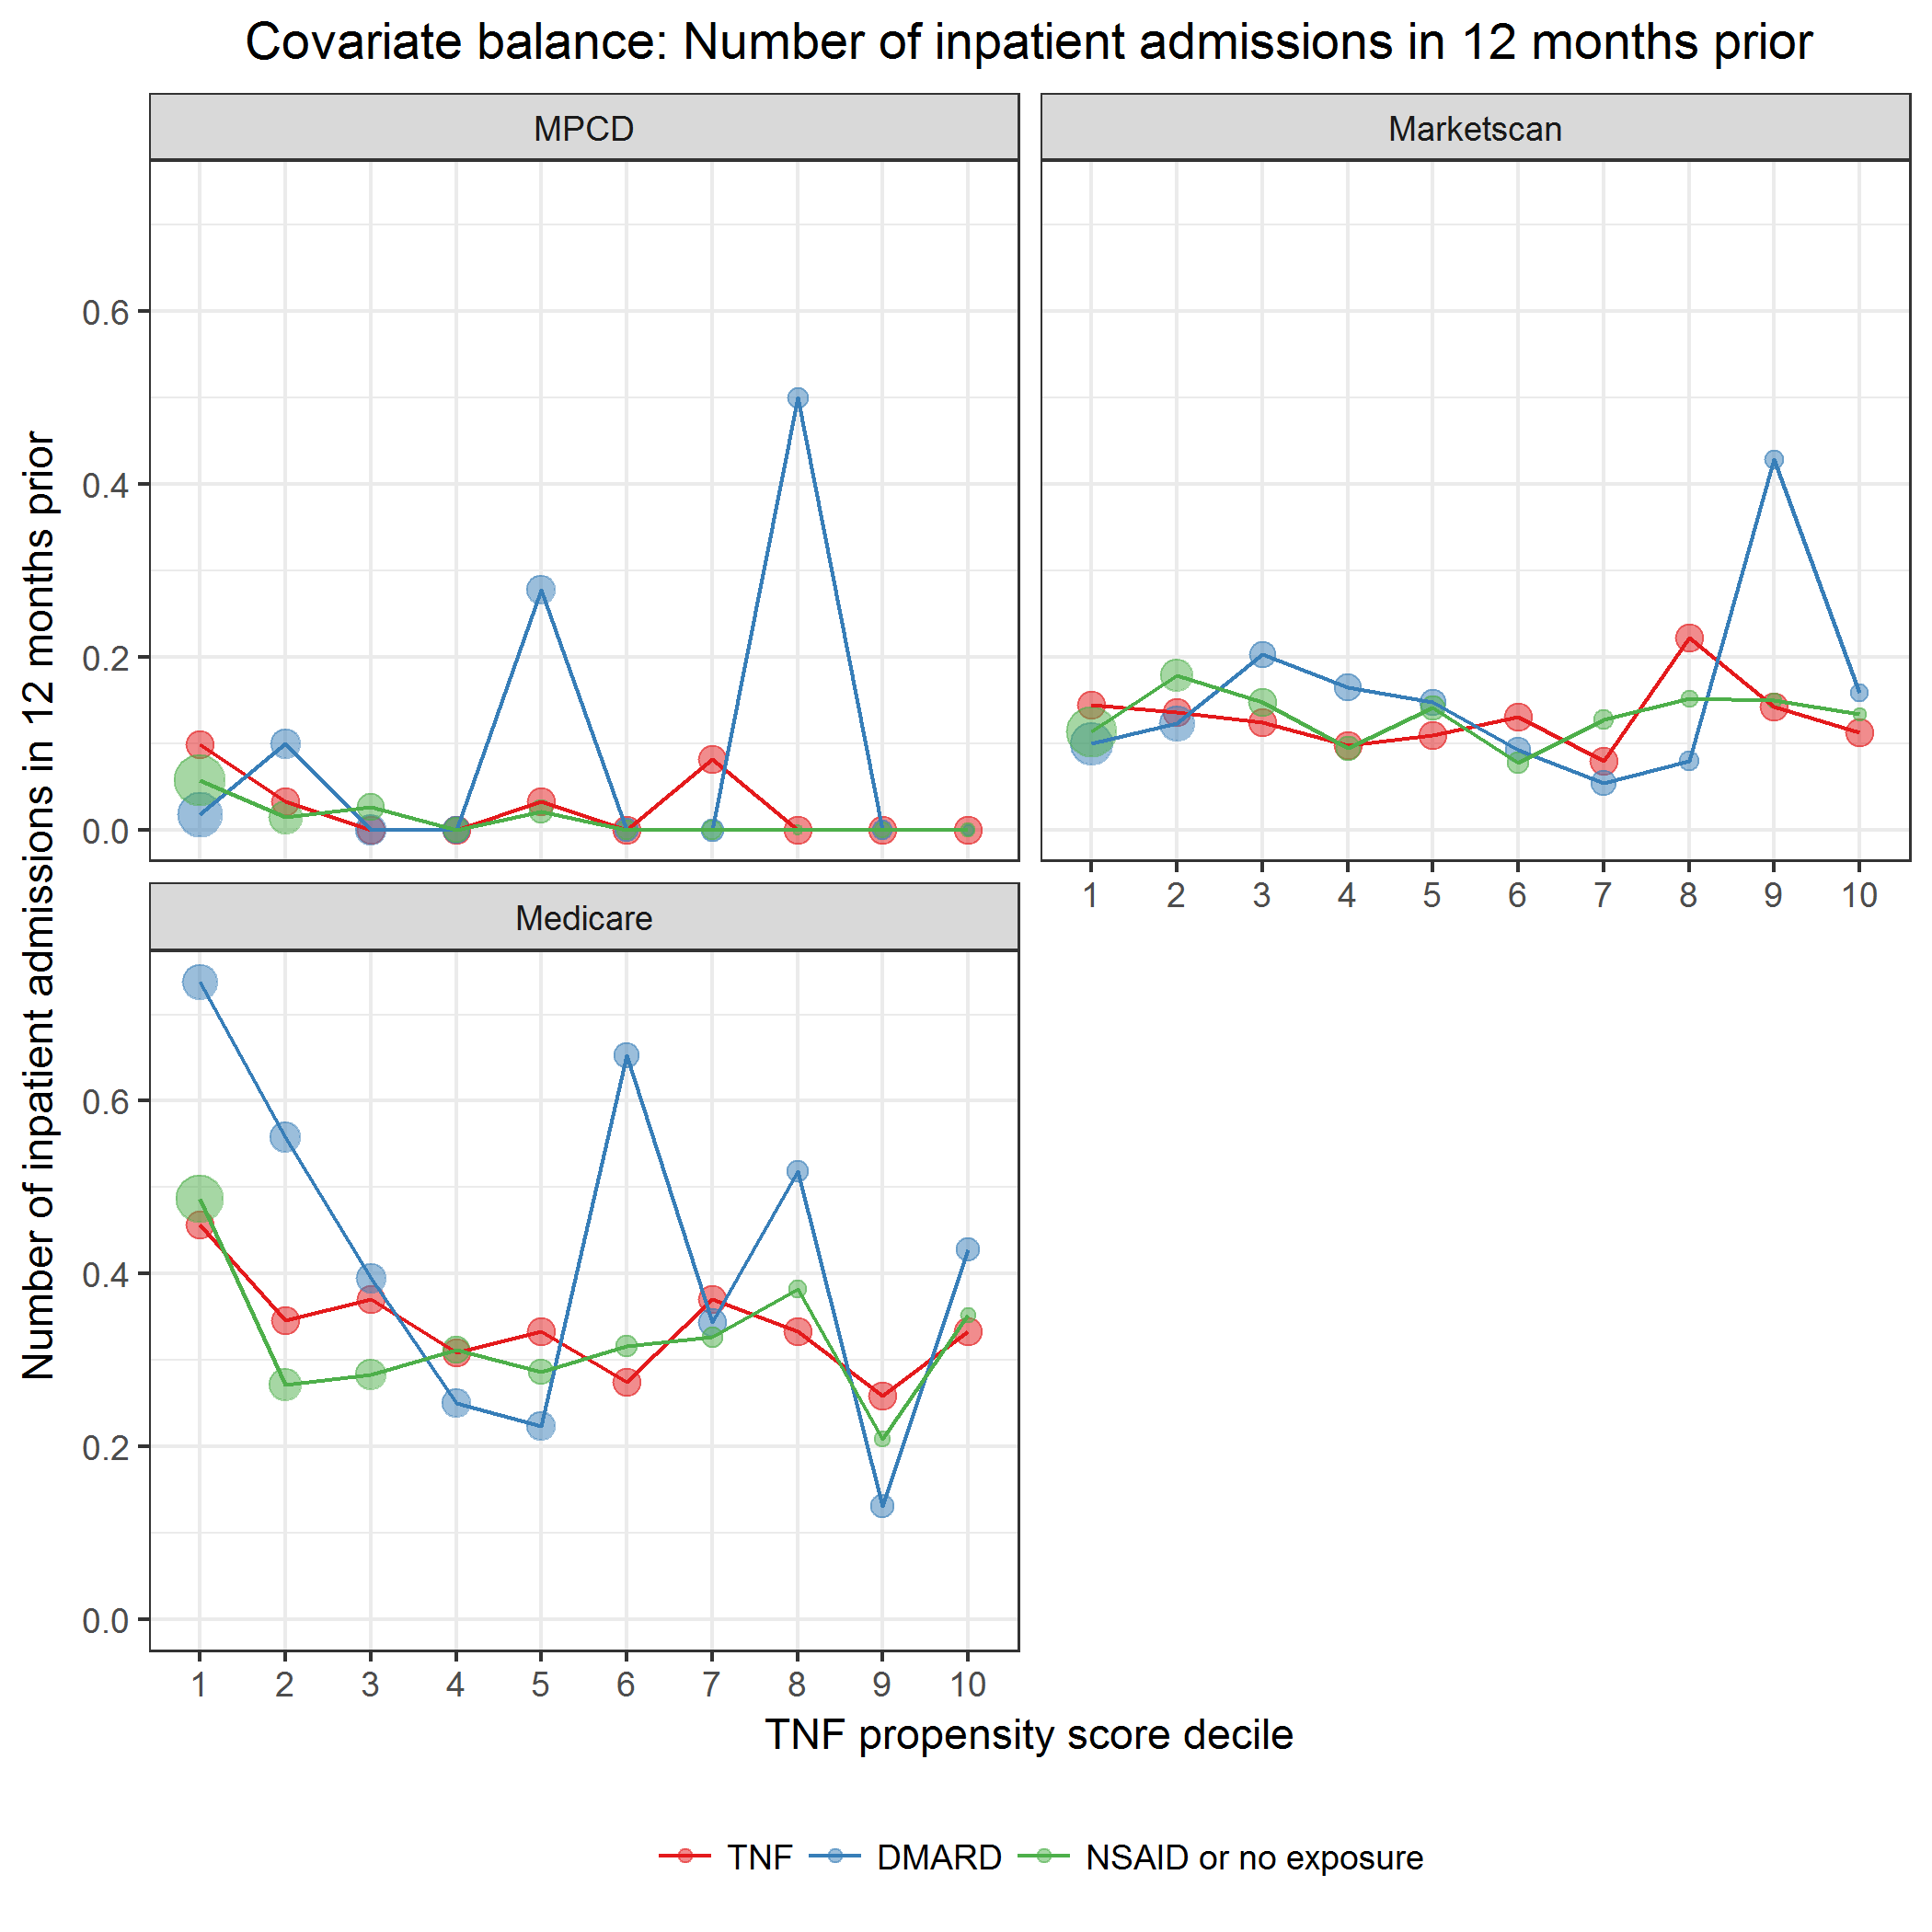 Covariate balance: Number of inpatient admissions in 12 months prior
MPCD
Marketscan
Number of inpatient admissions in 12 months prior
0.6
0.4
0.2
0.0
1 2 3 4 5 6 7 8 9 10
Medicare
0.6
0.4
0.2
0.0
1 2 3 4 5 6 7 8 9 10
TNF propensity score decile
TNF DMARD NSAID or no exposure